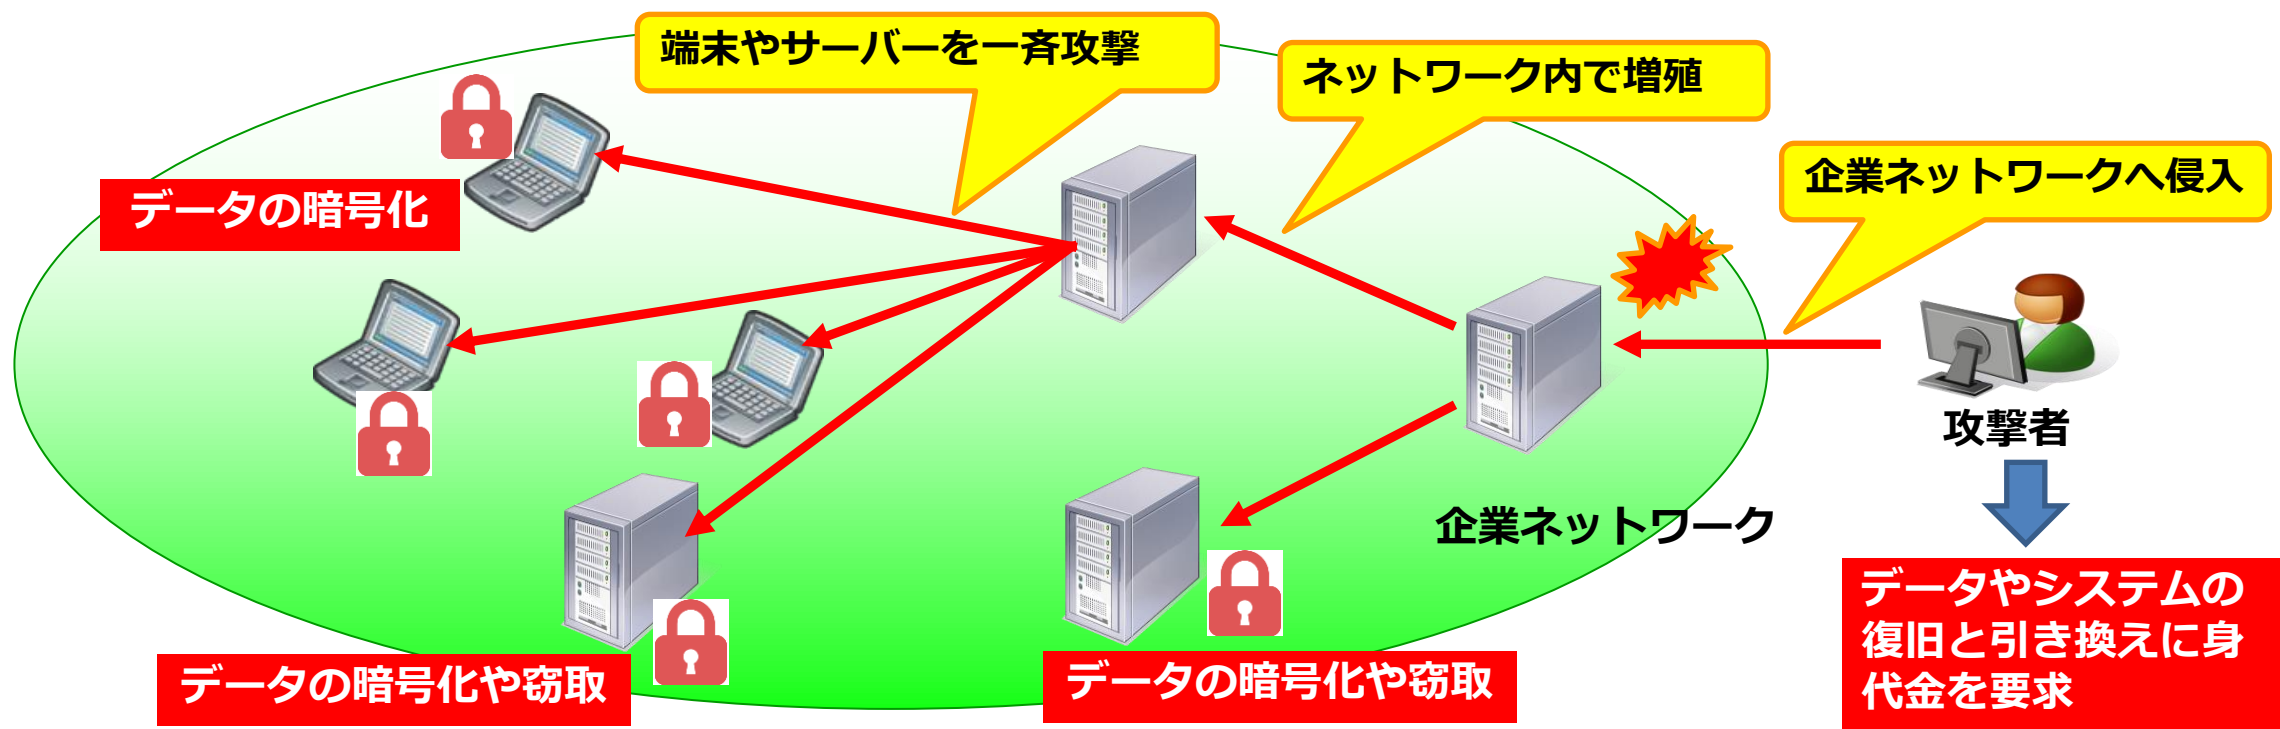 端末やサーバーを一斉攻撃
ネットワーク内で増殖
企業ネットワークへ侵入
データの暗号化
攻撃者
企業ネットワーク
データの暗号化や窃取
データの暗号化や窃取
データやシステムの
復旧と引き換えに身
代金を要求